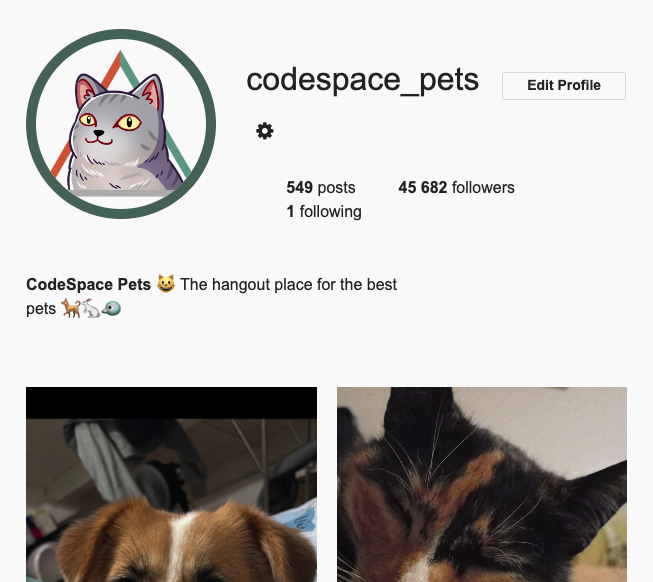 codespace_pets Edit Profile
549 posts 45 682 followers
1 following
CodeSpace Pets 😺 The hangout place for the best
pets 🐕🐇🐦